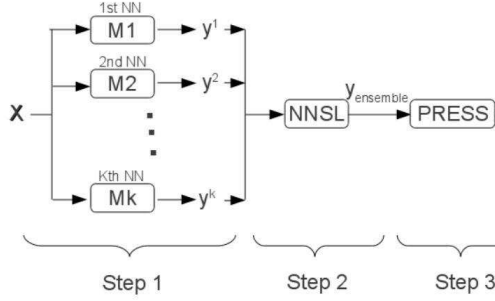 1st NN
M1
y¹
2nd NN
M2
y²
X
Kth NN
Mk
yᵏ
NNSL
y ensemble
PRESS
Step 1
Step 2
Step 3